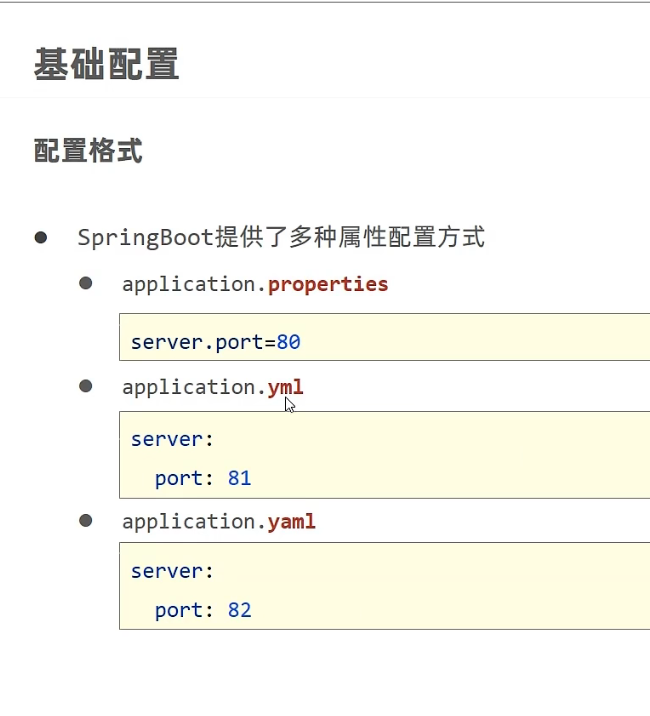 基础配置
配置格式
SpringBoot提供了多种属性配置方式
application.properties
server.port=80
application.yml
server:
  port: 81
application.yaml
server:
  port: 82